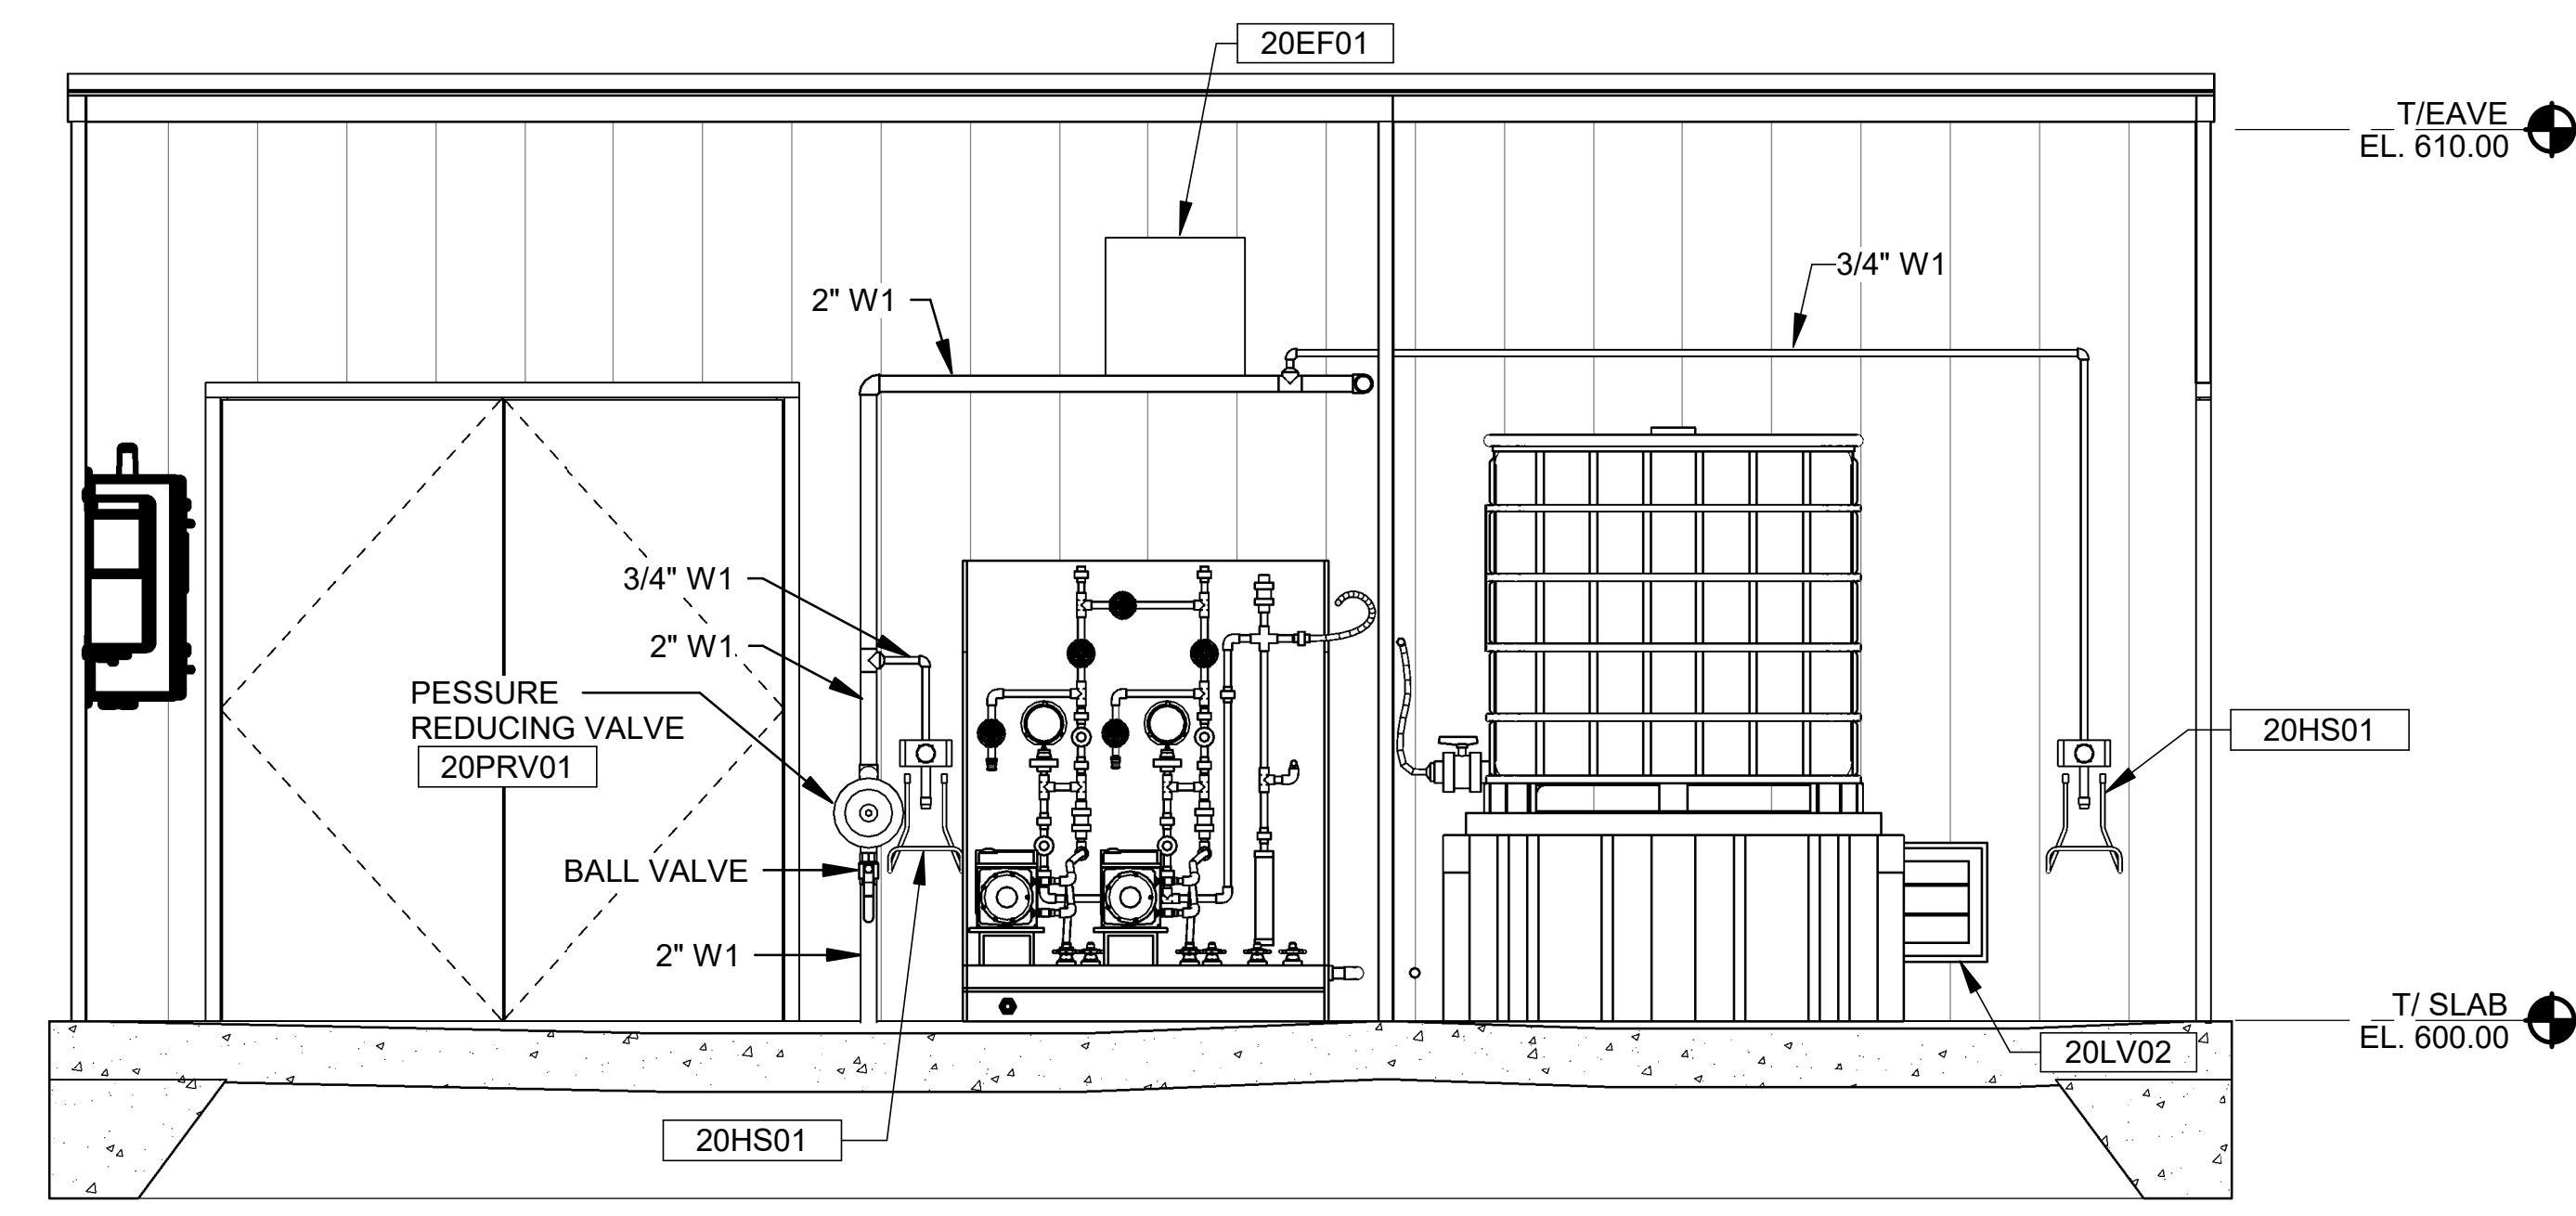 20EF01
T/EAVE
EL. 610.00
3/4" W1
2" W1
3/4" W1
2" W1
PESSURE
REDUCING VALVE
20PRV01
20HS01
BALL VALVE
2" W1
T/ SLAB
EL. 600.00
20LV02
20HS01